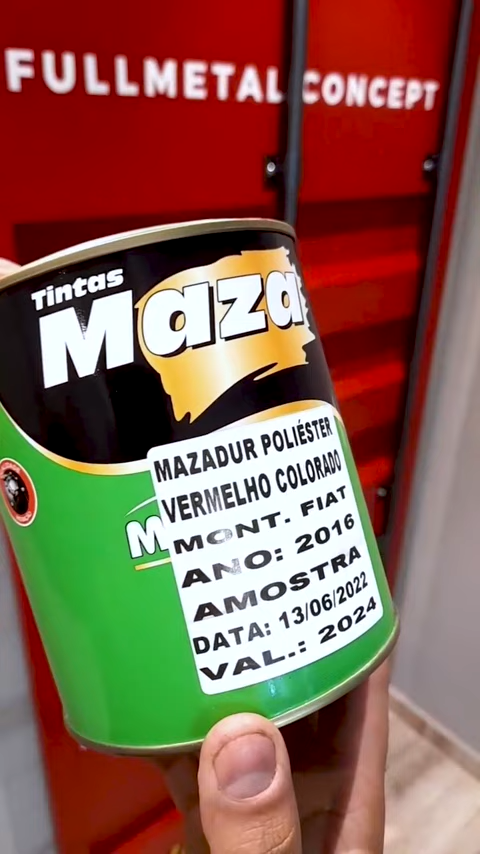 FULLMETAL CONCEPT
Tintas
Maza
M
MAZADUR POLIÉSTER
VERMELHO COLORADO
MONT. FIAT
ANO: 2016
AMOSTRA
DATA: 13/06/2022
VAL.: 2024